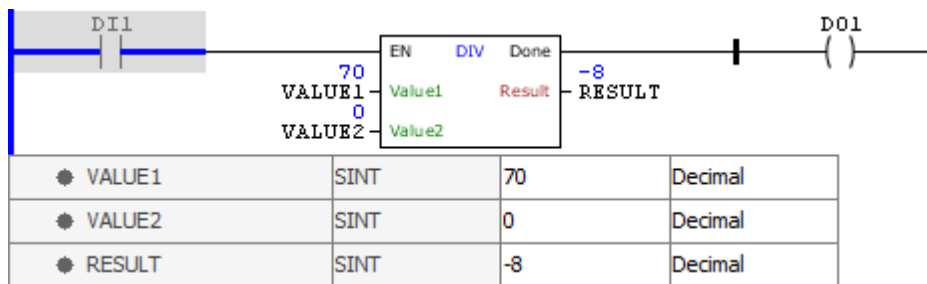 DI1 DO1
EN DIV Done
70 -8
VALUE1 Value1 Result RESULT
0
VALUE2 Value2
VALUE1 SINT 70 Decimal
VALUE2 SINT 0 Decimal
RESULT SINT -8 Decimal